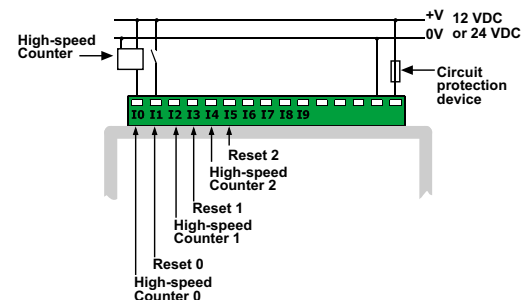 +V 12 VDC
0V or 24 VDC
High-speed
Counter
Circuit
protection
device
I0 I1 I2 I3 I4 I5 I6 I7 I8 I9
Reset 2
High-speed
Counter 2
Reset 1
High-speed
Counter 1
Reset 0
High-speed
Counter 0